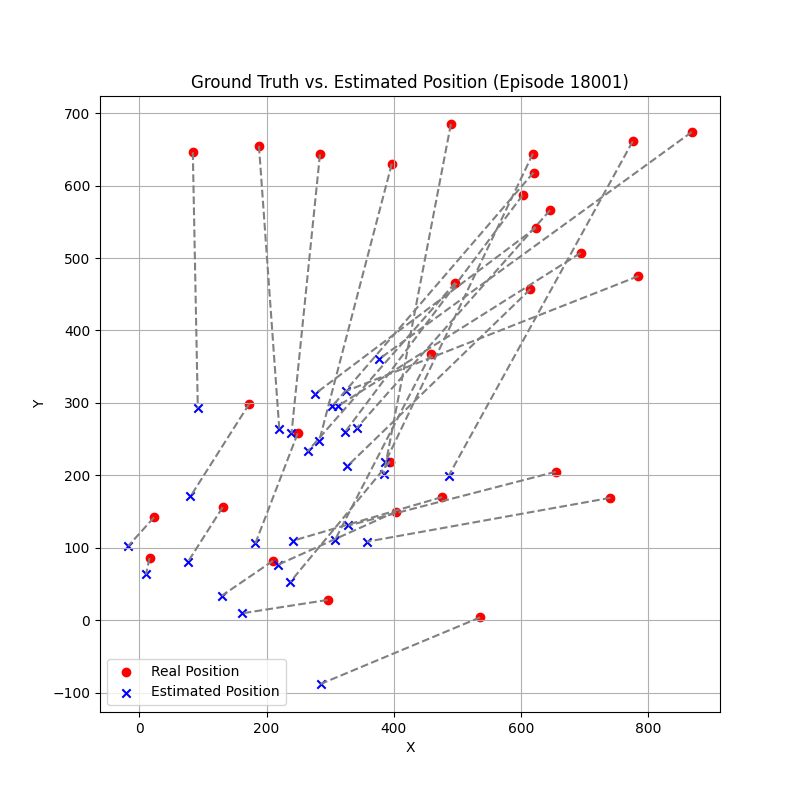 Ground Truth vs. Estimated Position (Episode 18001)
700
600
500
400
300
200
100
0
−100
Y
Real Position
Estimated Position
0 200 400 600 800
X